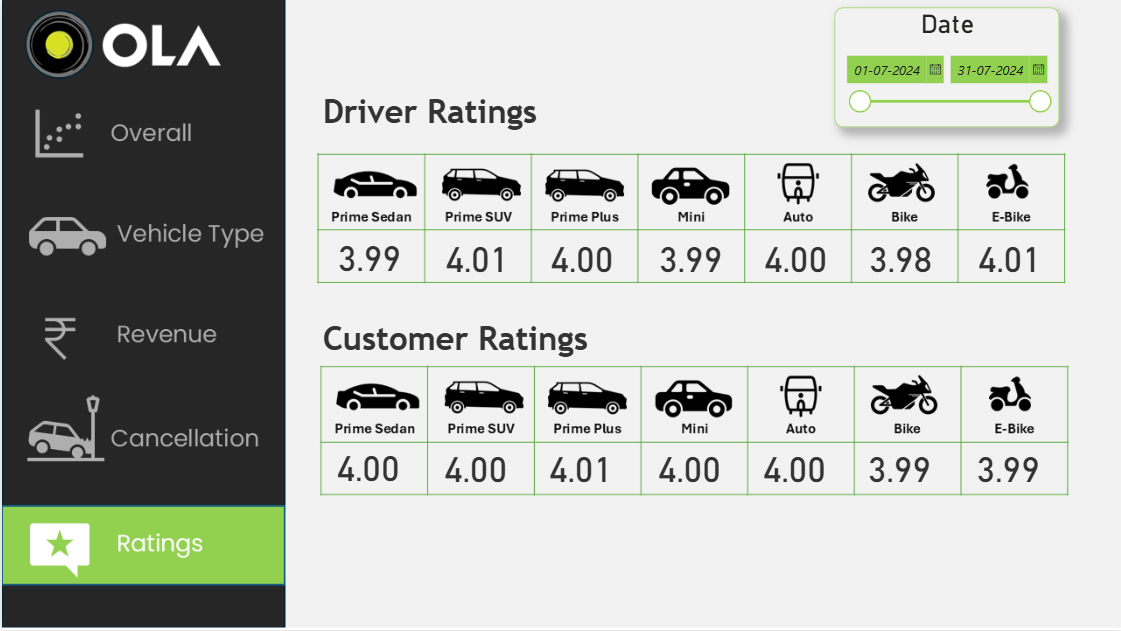 OLA
Overall
Vehicle Type
Revenue
Cancellation
Ratings
Date
01-07-2024 31-07-2024
Driver Ratings
Prime Sedan Prime SUV Prime Plus Mini Auto Bike E-Bike
3.99 4.01 4.00 3.99 4.00 3.98 4.01
Customer Ratings
Prime Sedan Prime SUV Prime Plus Mini Auto Bike E-Bike
4.00 4.00 4.01 4.00 4.00 3.99 3.99